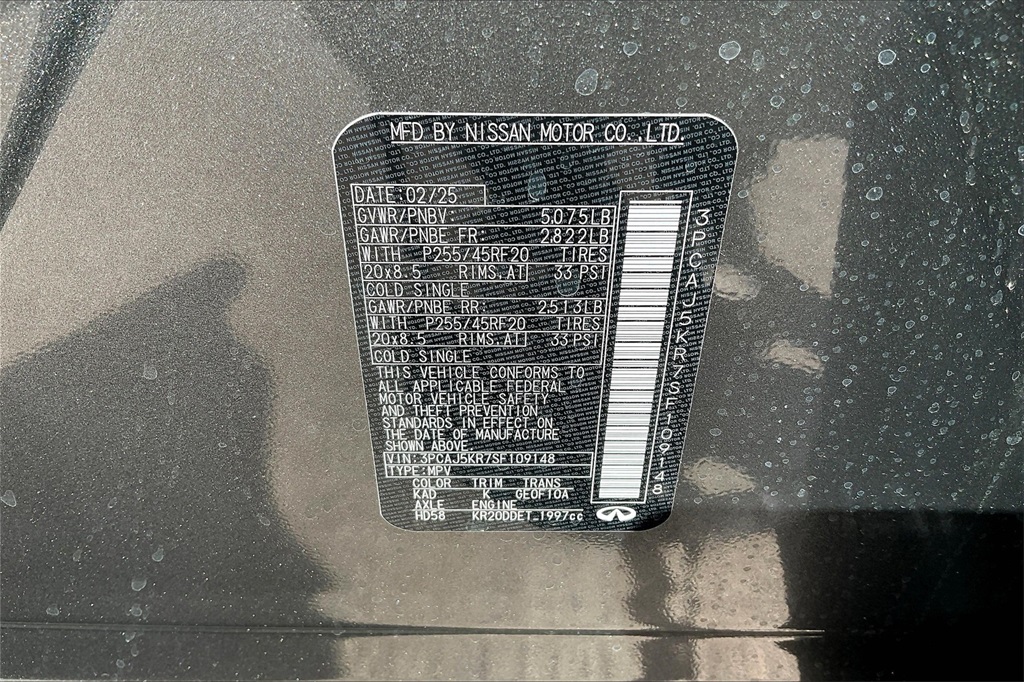 MFD BY NISSAN MOTOR CO., LTD.
DATE:02/25
GVWR/PNBV: 5075LB
GAWR/PNBE FR: 2822LB
WITH P255/45RF20 TIRES
20x8.5 RIMS.AT 33 PSI
COLD SINGLE
GAWR/PNBE RR: 2513LB
WITH P255/45RF20 TIRES
20x8.5 RIMS.AT 33 PSI
COLD SINGLE
THIS VEHICLE CONFORMS TO
ALL APPLICABLE FEDERAL
MOTOR VEHICLE SAFETY
AND THEFT PREVENTION
STANDARDS IN EFFECT ON
THE DATE OF MANUFACTURE
SHOWN ABOVE.
VIN:3PCAJ5KR7SF109148
TYPE:MPV
COLOR TRIM TRANS
KAD K GE0F10A
AXLE ENGINE
HD58 KR20DDET 1997cc
3PCAJ5KR7SF109148